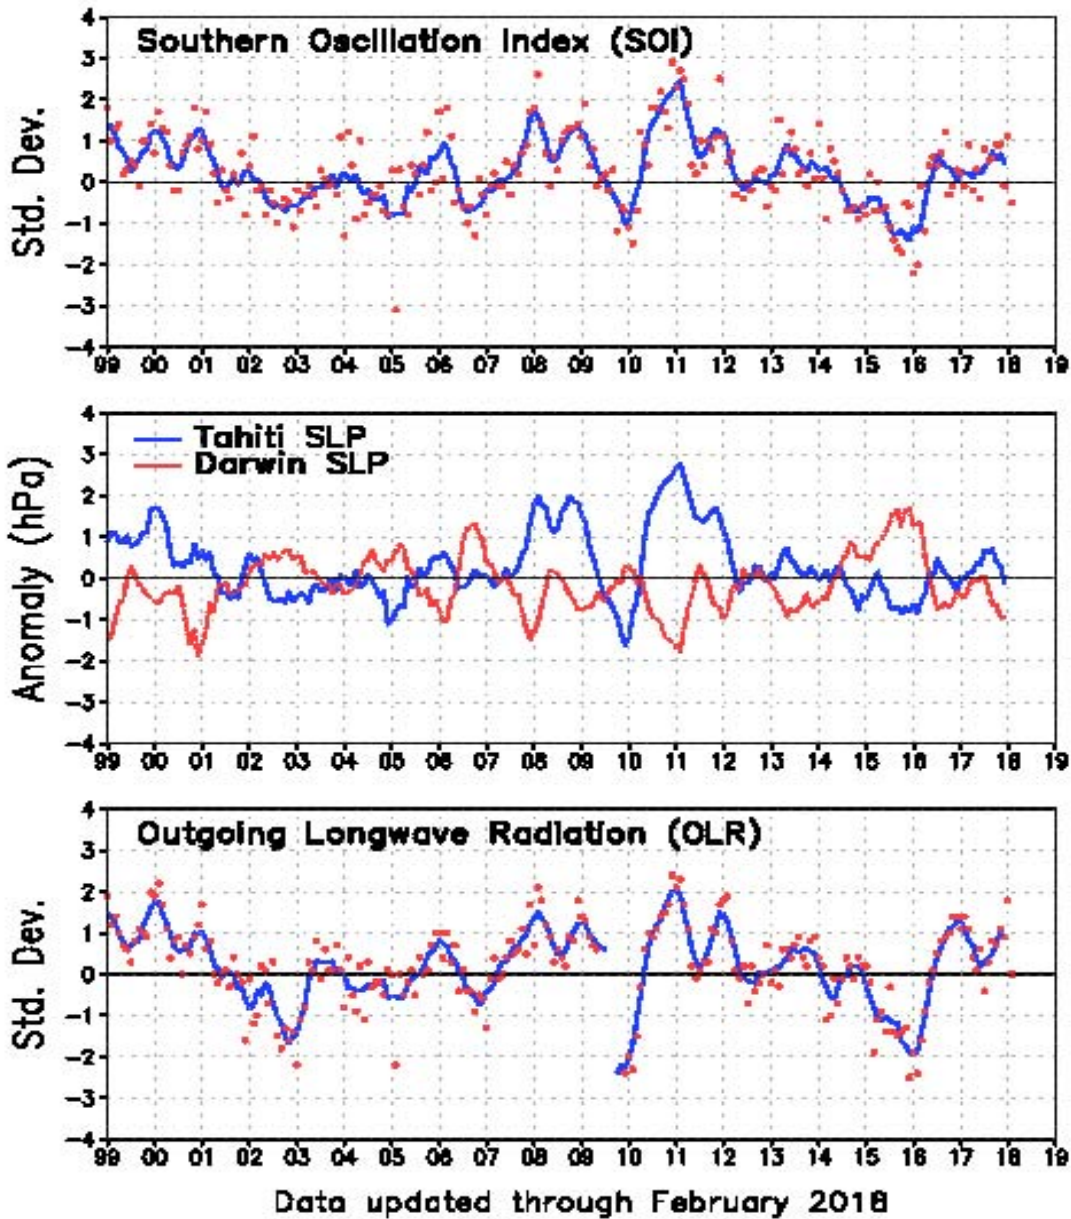 Southern Oscillation Index (SOI)
Std. Dev.
4
3
2
1
0
−1
−2
−3
−4
99 00 01 02 03 04 05 06 07 08 09 10 11 12 13 14 15 16 17 18 19
Tahiti SLP
Darwin SLP
Anomaly (hPa)
4
3
2
1
0
−1
−2
−3
−4
99 00 01 02 03 04 05 06 07 08 09 10 11 12 13 14 15 16 17 18 19
Outgoing Longwave Radiation (OLR)
Std. Dev.
4
3
2
1
0
−1
−2
−3
−4
99 00 01 02 03 04 05 06 07 08 09 10 11 12 13 14 15 16 17 18 19
Data updated through February 2018